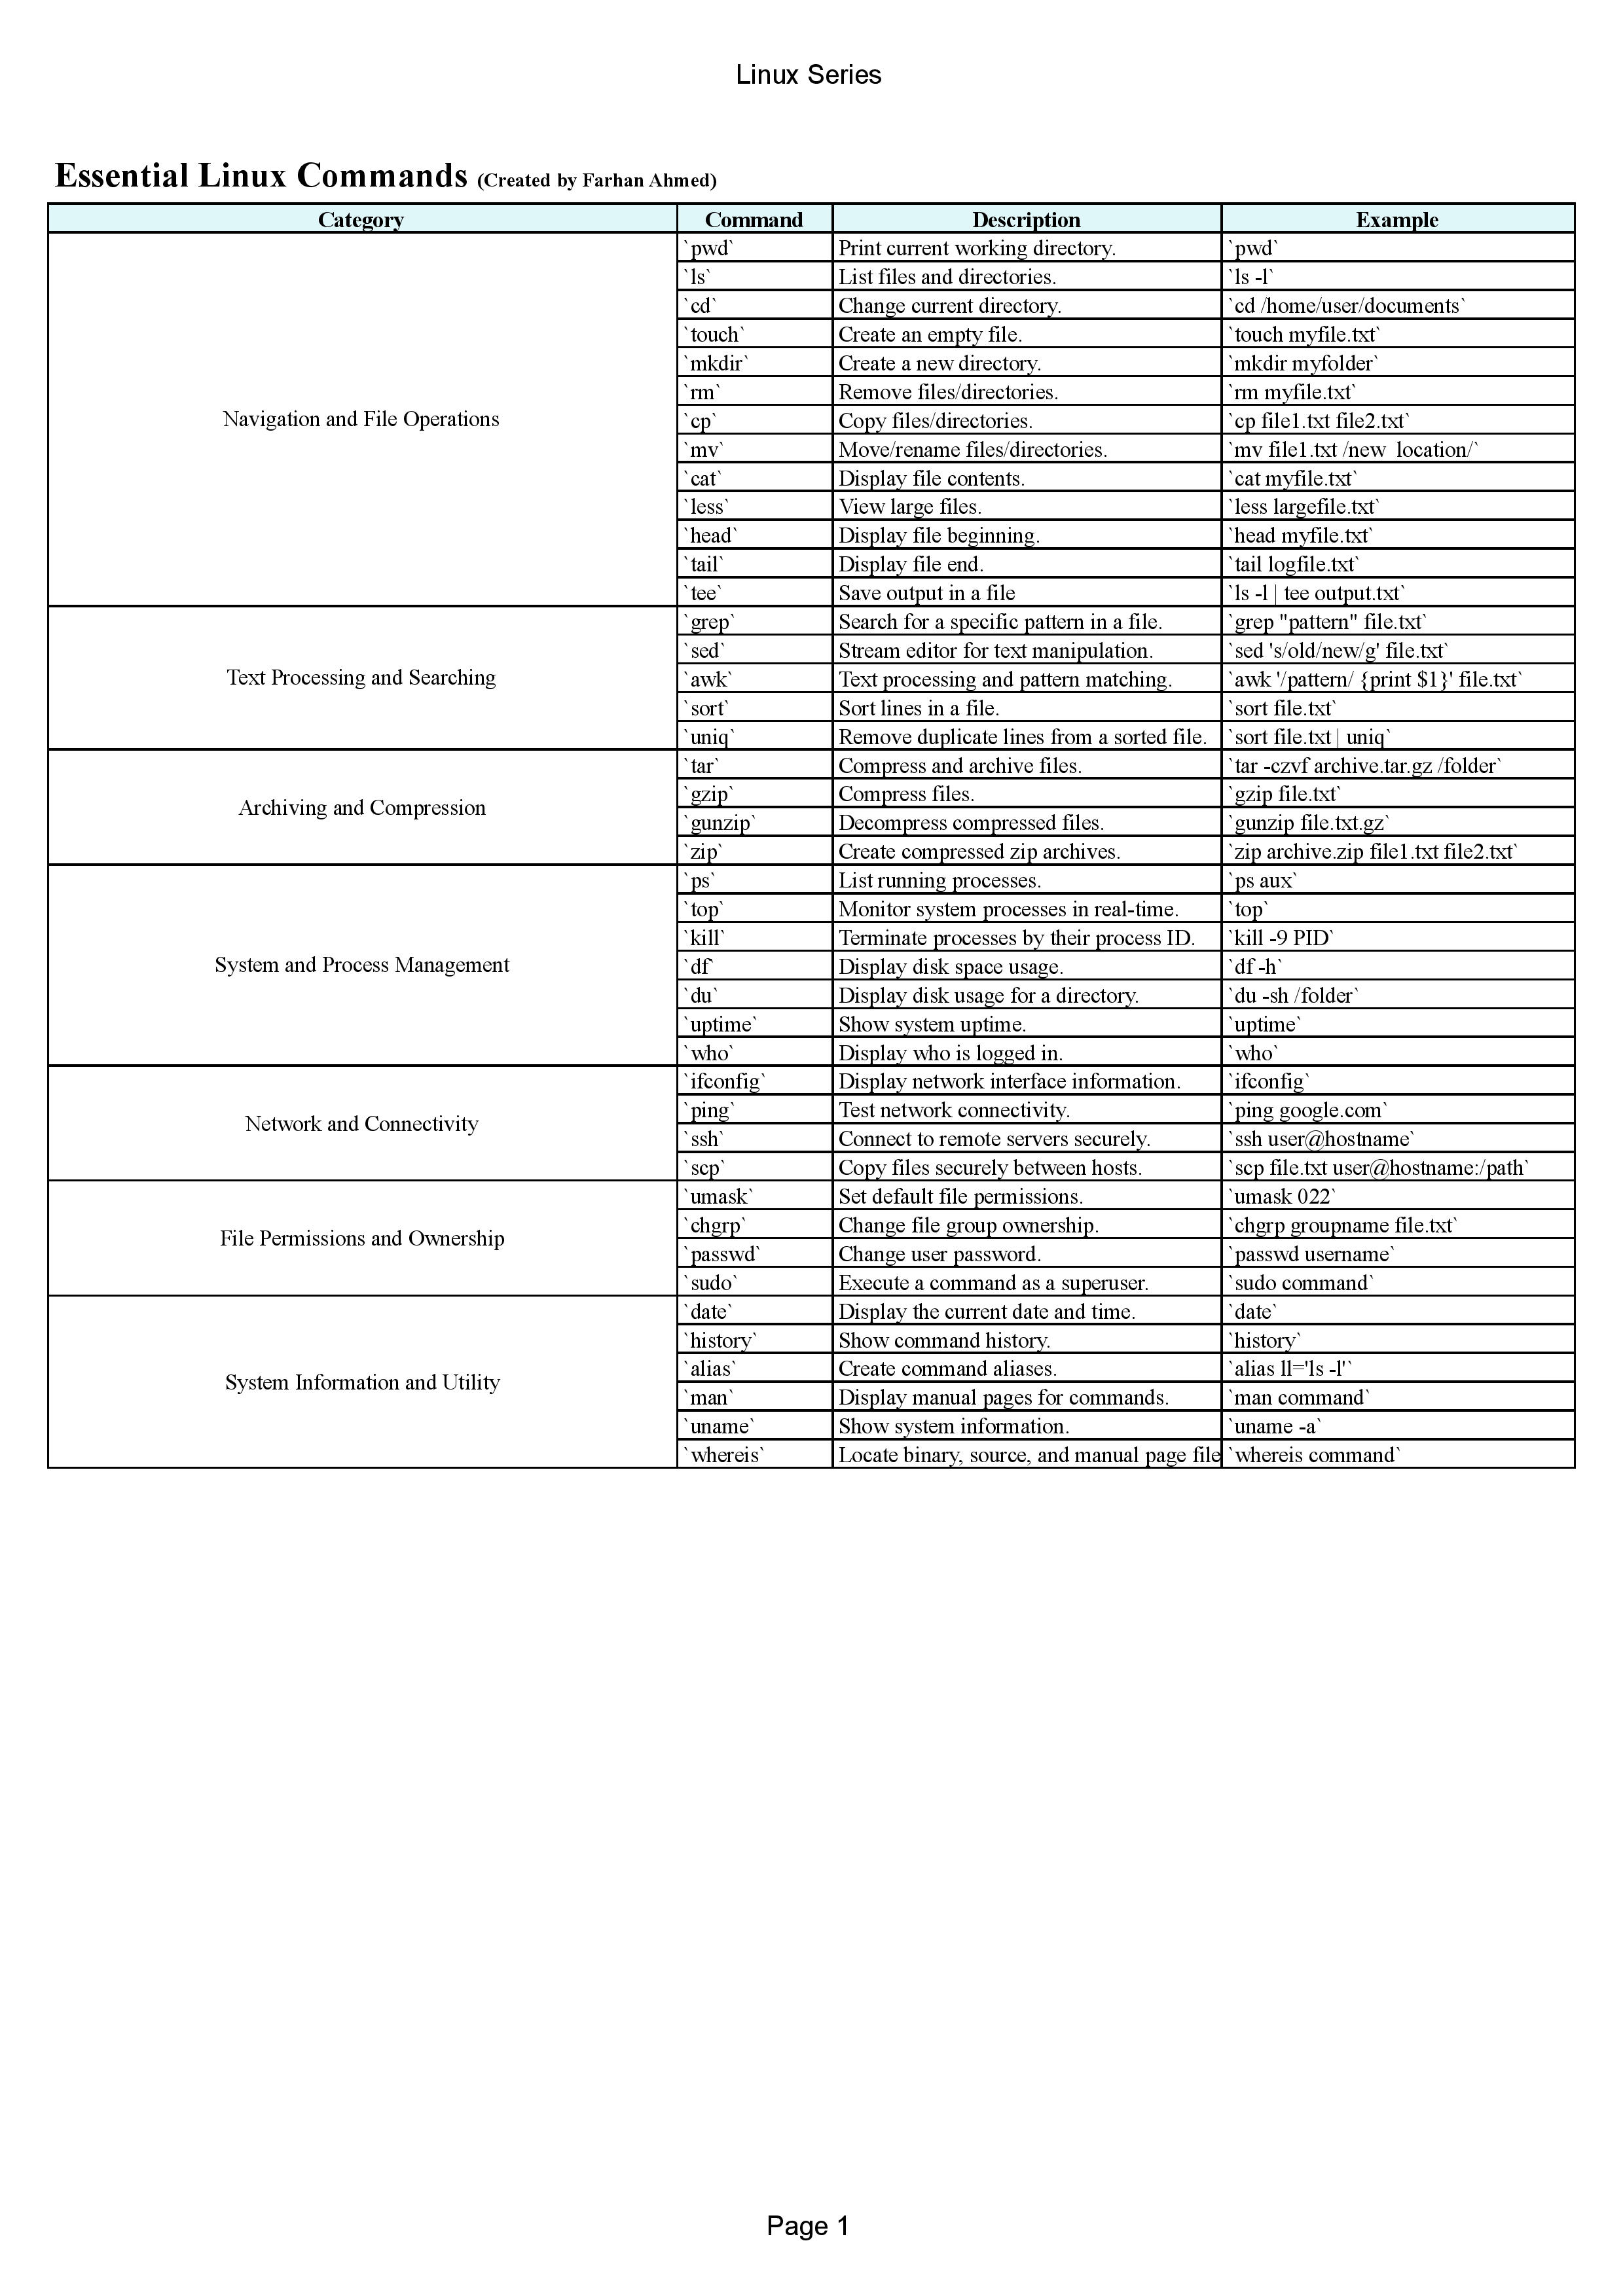 Linux Series
Essential Linux Commands (Created by Farhan Ahmed)
Category Command Description Example
Navigation and File Operations
`pwd` Print current working directory. `pwd`
`ls` List files and directories. `ls -l`
`cd` Change current directory. `cd /home/user/documents`
`touch` Create an empty file. `touch myfile.txt`
`mkdir` Create a new directory. `mkdir myfolder`
`rm` Remove files/directories. `rm myfile.txt`
`cp` Copy files/directories. `cp file1.txt file2.txt`
`mv` Move/rename files/directories. `mv file1.txt /new_location/`
`cat` Display file contents. `cat myfile.txt`
`less` View large files. `less largefile.txt`
`head` Display file beginning. `head myfile.txt`
`tail` Display file end. `tail logfile.txt`
`tee` Save output in a file `ls -l | tee output.txt`
Text Processing and Searching
`grep` Search for a specific pattern in a file. `grep "pattern" file.txt`
`sed` Stream editor for text manipulation. `sed 's/old/new/g' file.txt`
`awk` Text processing and pattern matching. `awk '/pattern/ {print $1}' file.txt`
`sort` Sort lines in a file. `sort file.txt`
`uniq` Remove duplicate lines from a sorted file. `sort file.txt | uniq`
Archiving and Compression
`tar` Compress and archive files. `tar -czvf archive.tar.gz /folder`
`gzip` Compress files. `gzip file.txt`
`gunzip` Decompress compressed files. `gunzip file.txt.gz`
`zip` Create compressed zip archives. `zip archive.zip file1.txt file2.txt`
System and Process Management
`ps` List running processes. `ps aux`
`top` Monitor system processes in real-time. `top`
`kill` Terminate processes by their process ID. `kill -9 PID`
`df` Display disk space usage. `df -h`
`du` Display disk usage for a directory. `du -sh /folder`
`uptime` Show system uptime. `uptime`
`who` Display who is logged in. `who`
Network and Connectivity
`ifconfig` Display network interface information. `ifconfig`
`ping` Test network connectivity. `ping google.com`
`ssh` Connect to remote servers securely. `ssh user@hostname`
`scp` Copy files securely between hosts. `scp file.txt user@hostname:/path`
File Permissions and Ownership
`umask` Set default file permissions. `umask 022`
`chgrp` Change file group ownership. `chgrp groupname file.txt`
`passwd` Change user password. `passwd username`
`sudo` Execute a command as a superuser. `sudo command`
System Information and Utility
`date` Display the current date and time. `date`
`history` Show command history. `history`
`alias` Create command aliases. `alias ll='ls -l'`
`man` Display manual pages for commands. `man command`
`uname` Show system information. `uname -a`
`whereis` Locate binary, source, and manual page file `whereis command`
Page 1